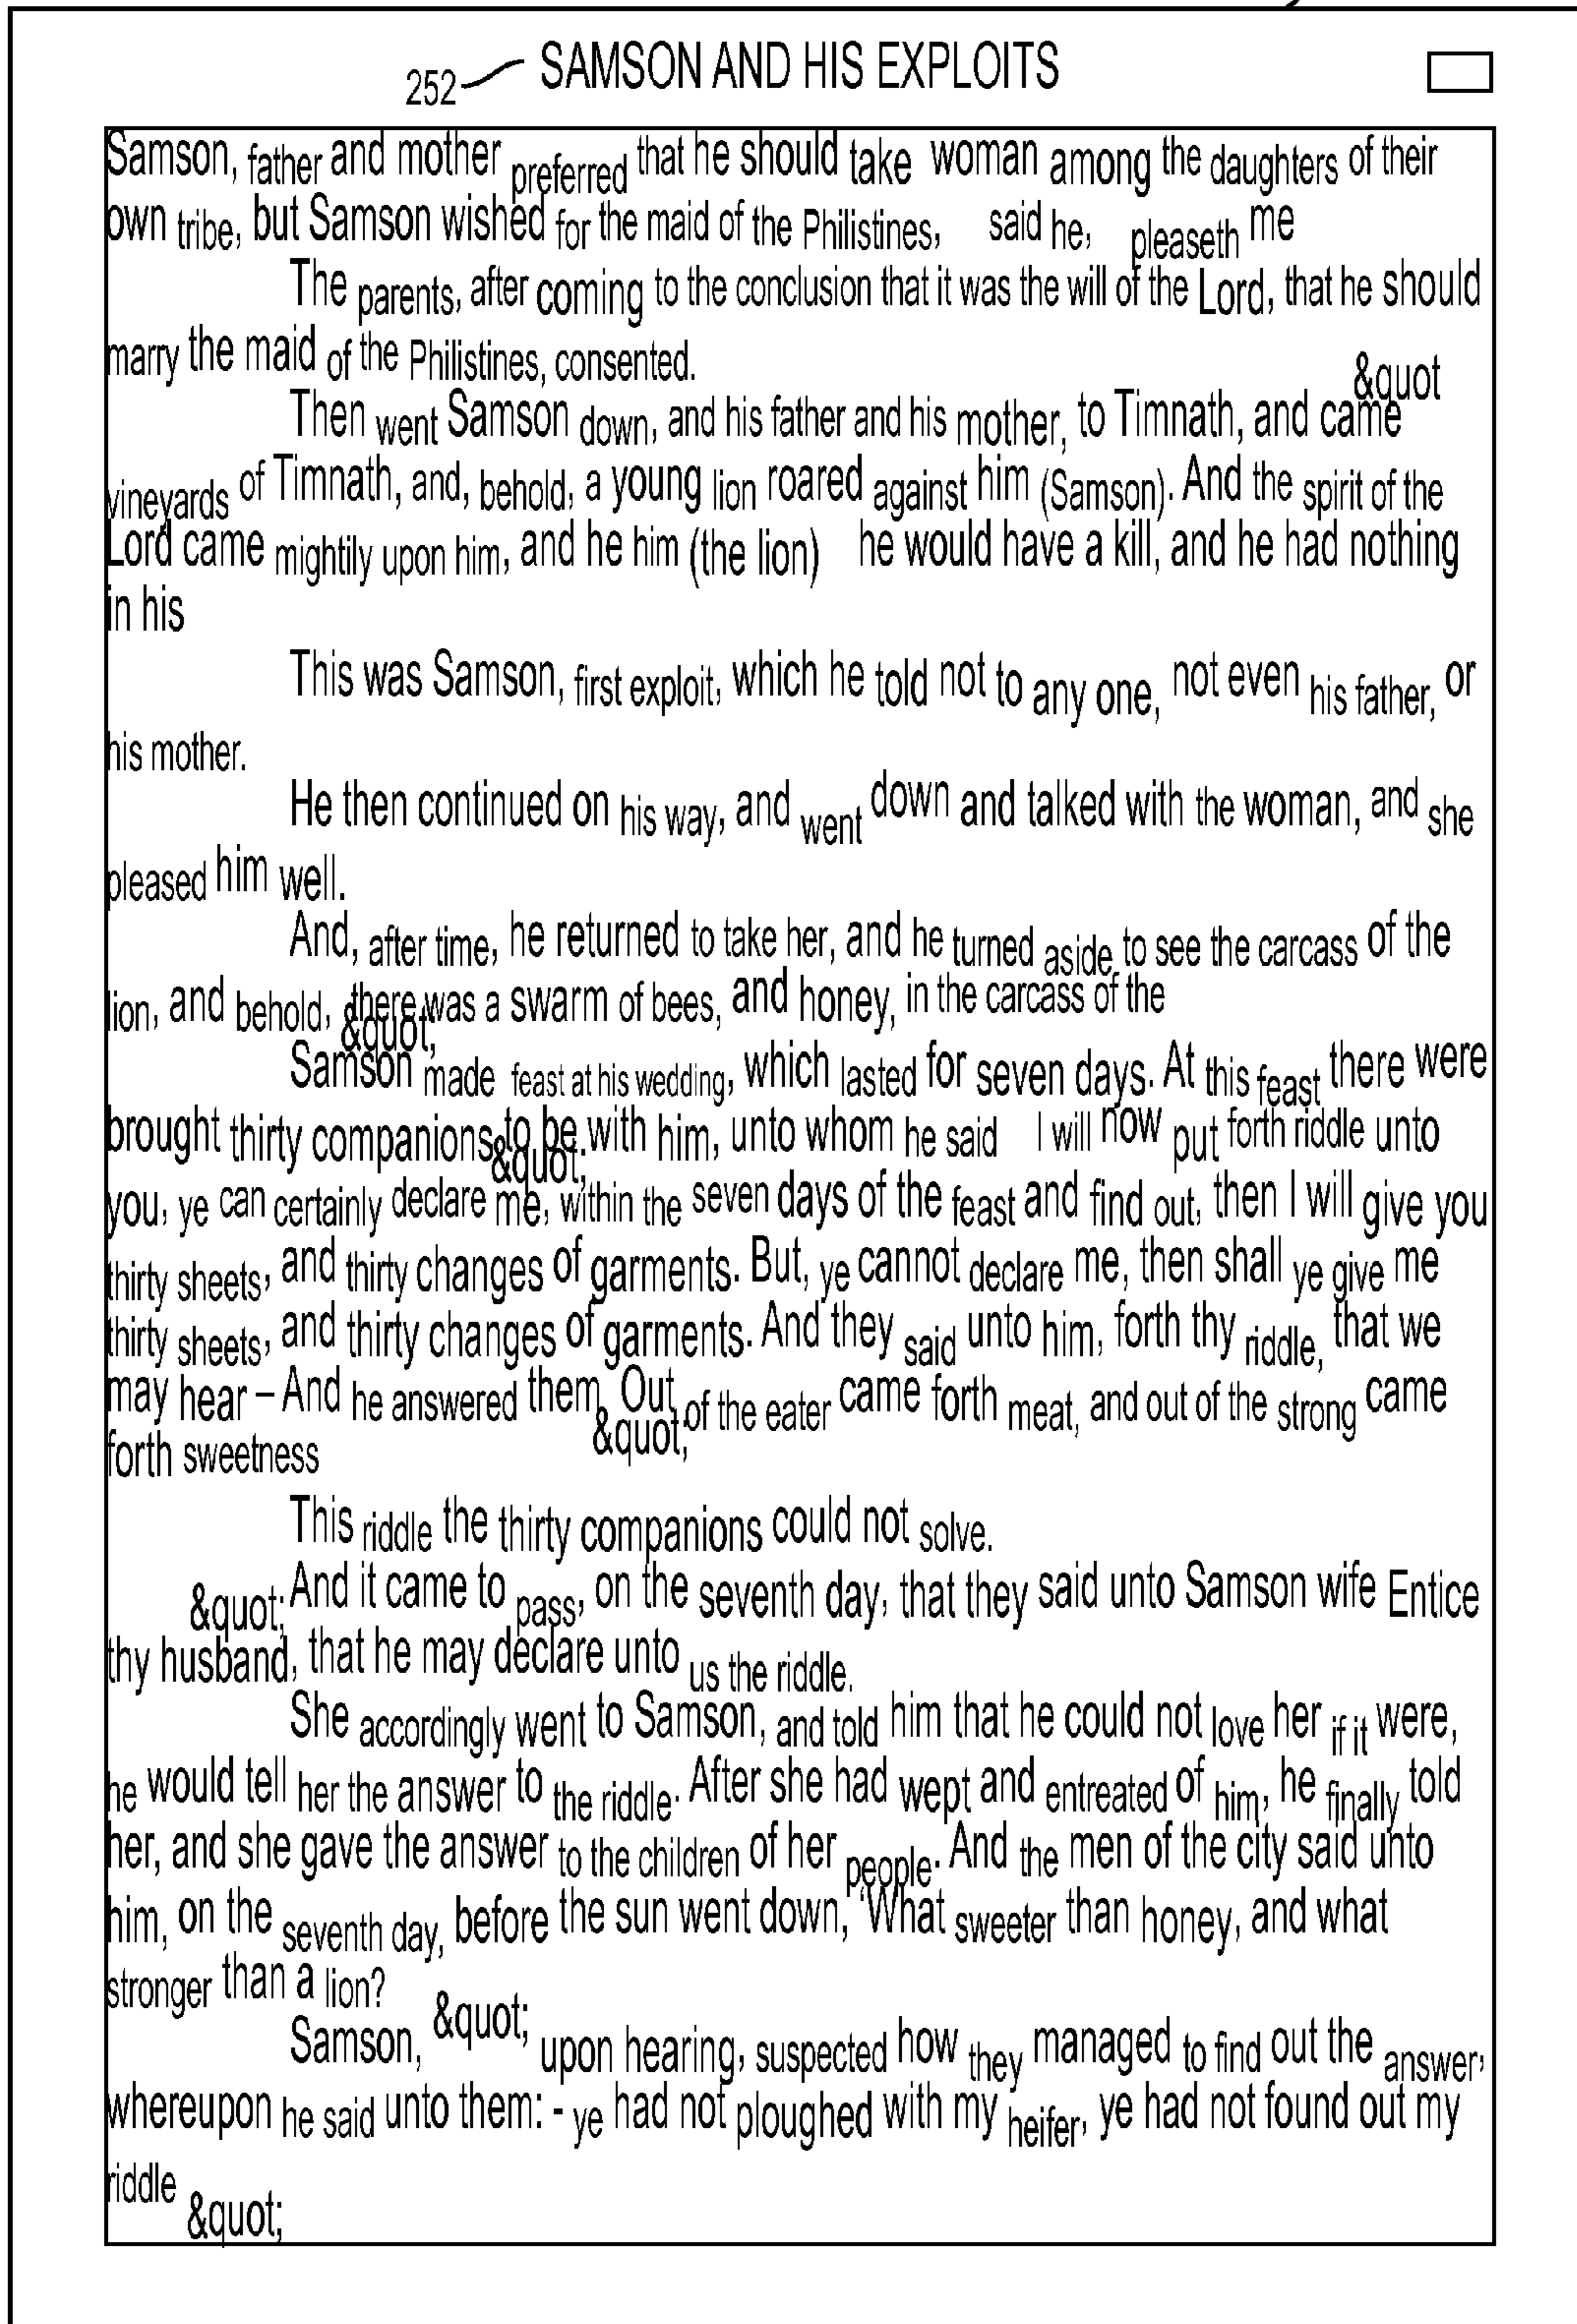 252 SAMSON AND HIS EXPLOITS
Samson, father and mother preferred that he should take woman among the daughters of their
own tribe, but Samson wished for the maid of the Philistines, said he, pleaseth me
The parents, after coming to the conclusion that it was the will of the Lord, that he should
marry the maid of the Philistines, consented.
&quot
Then went Samson down, and his father and his mother, to Timnath, and came
vineyards of Timnath, and, behold, a young lion roared against him (Samson). And the spirit of the
Lord came mightily upon him, and he him (the lion) he would have a kill, and he had nothing
in his
This was Samson, first exploit, which he told not to any one, not even his father, or
his mother.
He then continued on his way, and went down and talked with the woman, and she
pleased him well.
And, after time, he returned to take her, and he turned aside to see the carcass of the
lion, and behold, there was a swarm of bees, and honey, in the carcass of the
&quot;
Samson made feast at his wedding, which lasted for seven days. At this feast there were
brought thirty companions to be with him, unto whom he said I will now put forth riddle unto
&quot;
you, ye can certainly declare me, within the seven days of the feast and find out, then I will give you
thirty sheets, and thirty changes of garments. But, ye cannot declare me, then shall ye give me
thirty sheets, and thirty changes of garments. And they said unto him, forth thy riddle, that we
may hear – And he answered them, Out of the eater came forth meat, and out of the strong came
&quot;
forth sweetness
This riddle the thirty companions could not solve.
&quot; And it came to pass, on the seventh day, that they said unto Samson wife Entice
thy husband, that he may declare unto us the riddle.
She accordingly went to Samson, and told him that he could not love her if it were,
he would tell her the answer to the riddle. After she had wept and entreated of him, he finally told
her, and she gave the answer to the children of her people. And the men of the city said unto
him, on the seventh day, before the sun went down, ‘What sweeter than honey, and what
stronger than a lion?
Samson, &quot; upon hearing, suspected how they managed to find out the answer,
whereupon he said unto them: - ye had not ploughed with my heifer, ye had not found out my
riddle &quot;